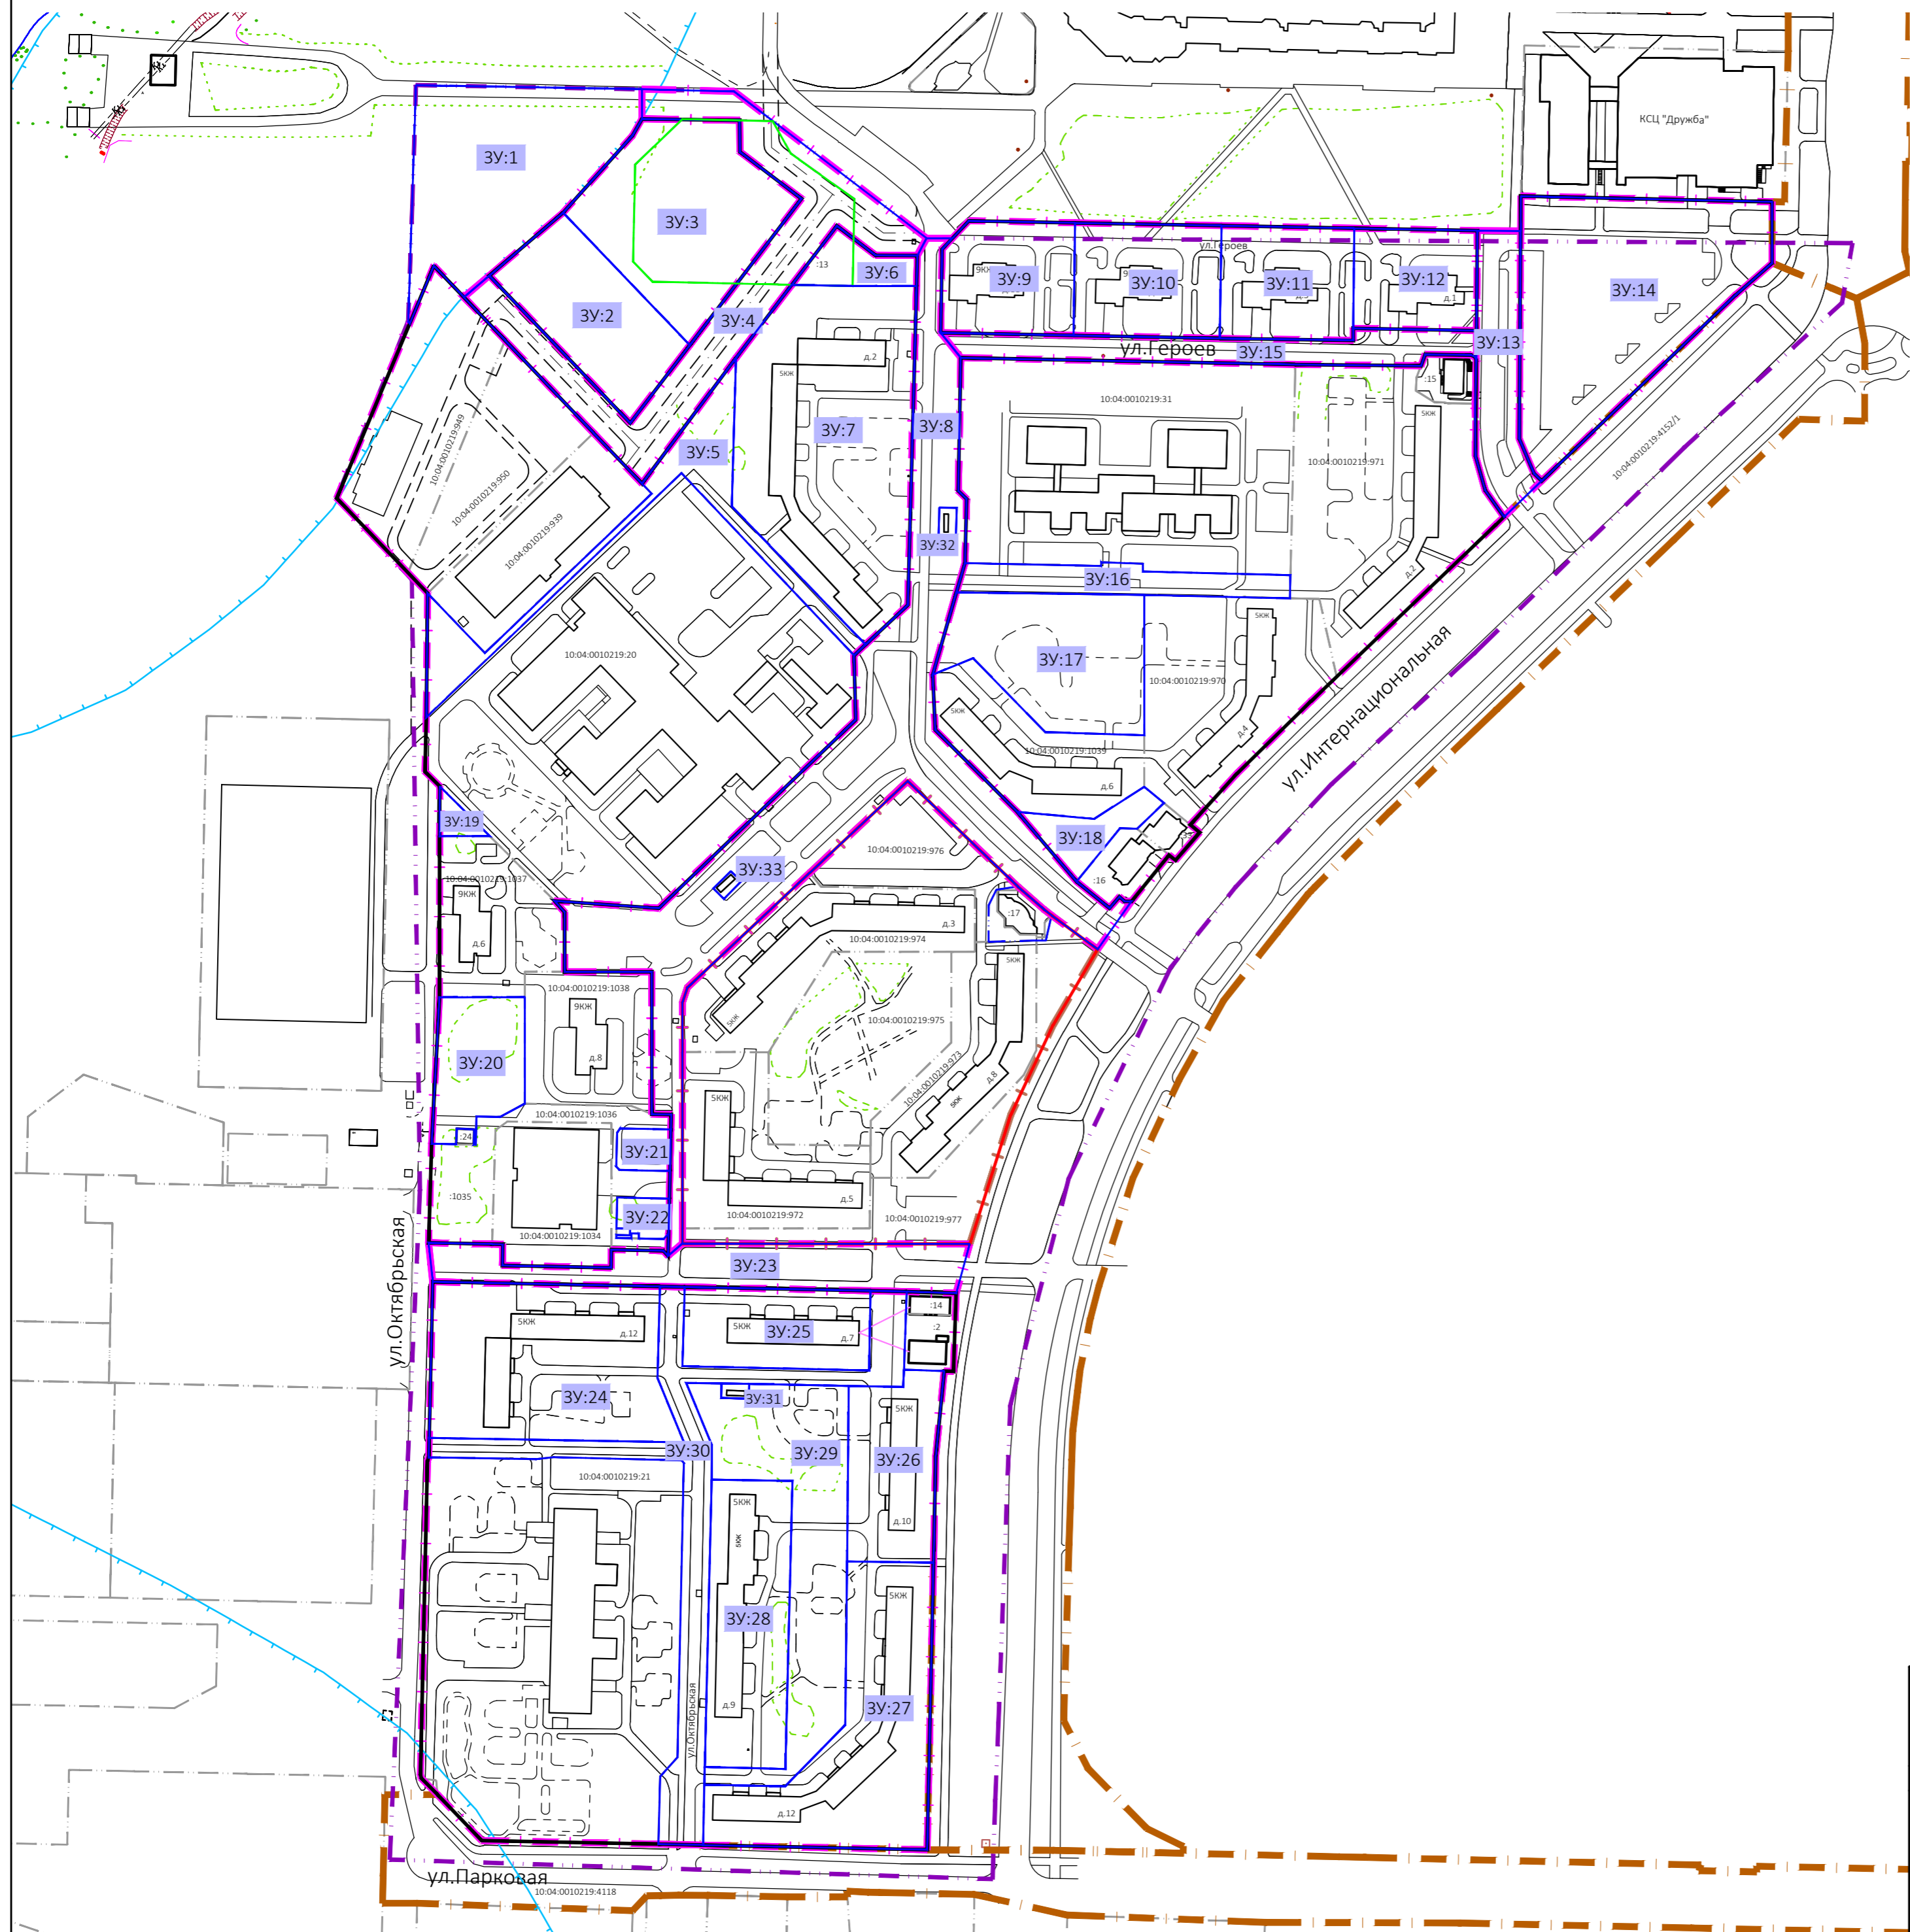 КСЦ "Дружба"
ЗУ:1
ЗУ:3
ул.Героев
:13
ЗУ:6
9КЖ
ЗУ:9
ЗУ:10
ЗУ:11
ЗУ:12
д.1
ЗУ:14
ЗУ:2
ЗУ:4
ЗУ:13
ул.Героев
ЗУ:15
д.2
5КЖ
:15
10:04:0010219:31
5КЖ
ЗУ:7
ЗУ:8
10:04:0010219:4152/1
10:04:0010219:949
ЗУ:5
10:04:0010219:971
10:04:0010219:950
10:04:0010219:939
ЗУ:32
ЗУ:16
д.2
5КЖ
10:04:0010219:20
ЗУ:17
10:04:0010219:970
ул.Интернациональная
5КЖ
д.4
10:04:0010219:1039
д.6
ЗУ:19
ЗУ:18
10:04:0010219:976
ЗУ:33
:16
10:04:0010219:1037
9КЖ
д.3
:17
д.6
10:04:0010219:974
5КЖ
10:04:0010219:1038
9КЖ
5КЖ
10:04:0010219:975
ЗУ:20
д.8
10:04:0010219:973
д.8
5КЖ
5КЖ
10:04:0010219:1036
:24
ЗУ:21
:1035
д.5
10:04:0010219:972
10:04:0010219:977
ЗУ:22
10:04:0010219:1034
ул.Октябрьская
ЗУ:23
:14
5КЖ
д.12
5КЖ
ЗУ:25
д.7
:2
ЗУ:24
ЗУ:31
5КЖ
ЗУ:30
ЗУ:29
ЗУ:26
10:04:0010219:21
5КЖ
5КЖ
д.10
5КЖ
ЗУ:28
д.9
ЗУ:27
ул.Октябрьская
д.12
ул.Парковая
10:04:0010219:4118